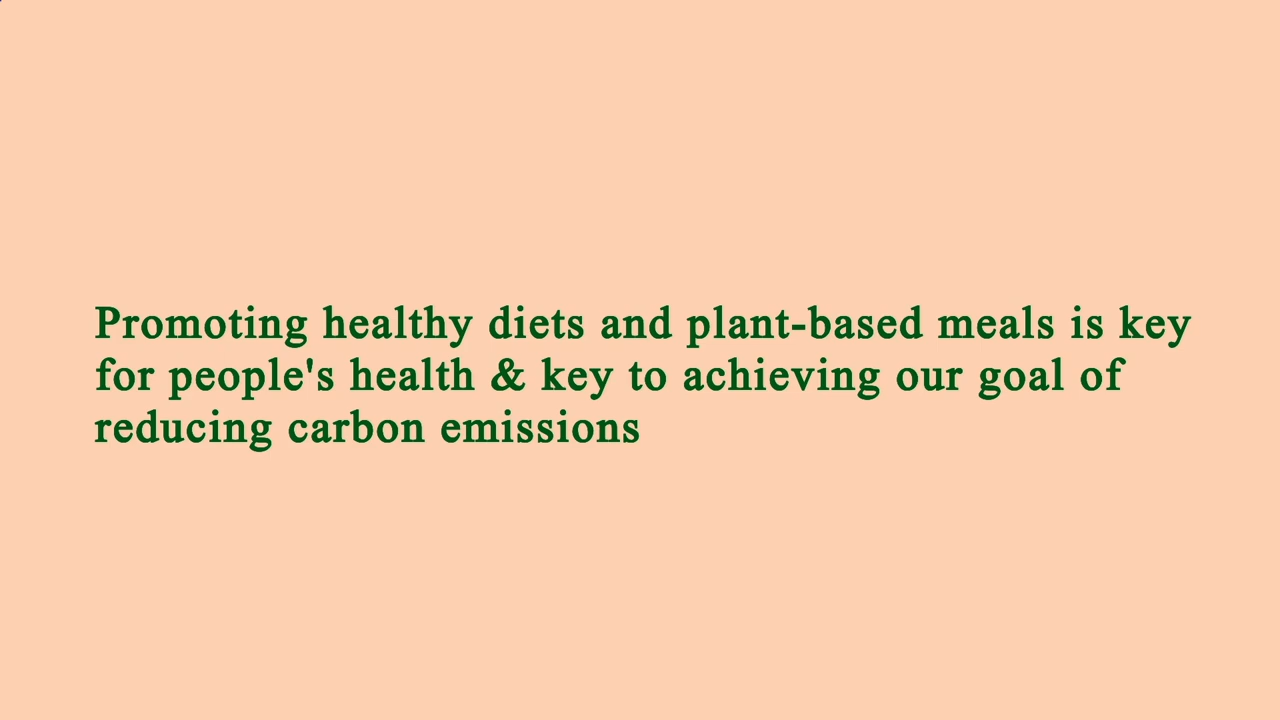 Promoting healthy diets and plant-based meals is key
for people's health & key to achieving our goal of
reducing carbon emissions